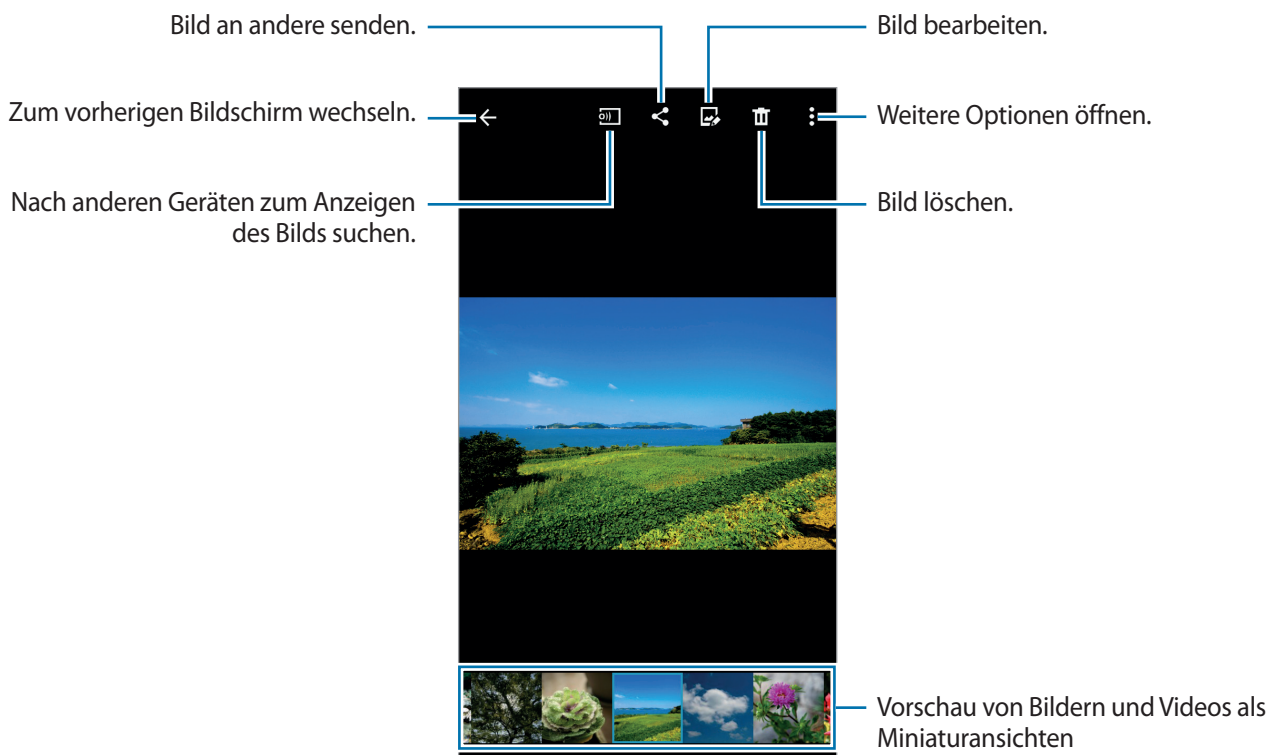 Bild an andere senden.
Bild bearbeiten.
Zum vorherigen Bildschirm wechseln.
Weitere Optionen öffnen.
Nach anderen Geräten zum Anzeigen
des Bilds suchen.
Bild löschen.
Vorschau von Bildern und Videos als
Miniaturansichten